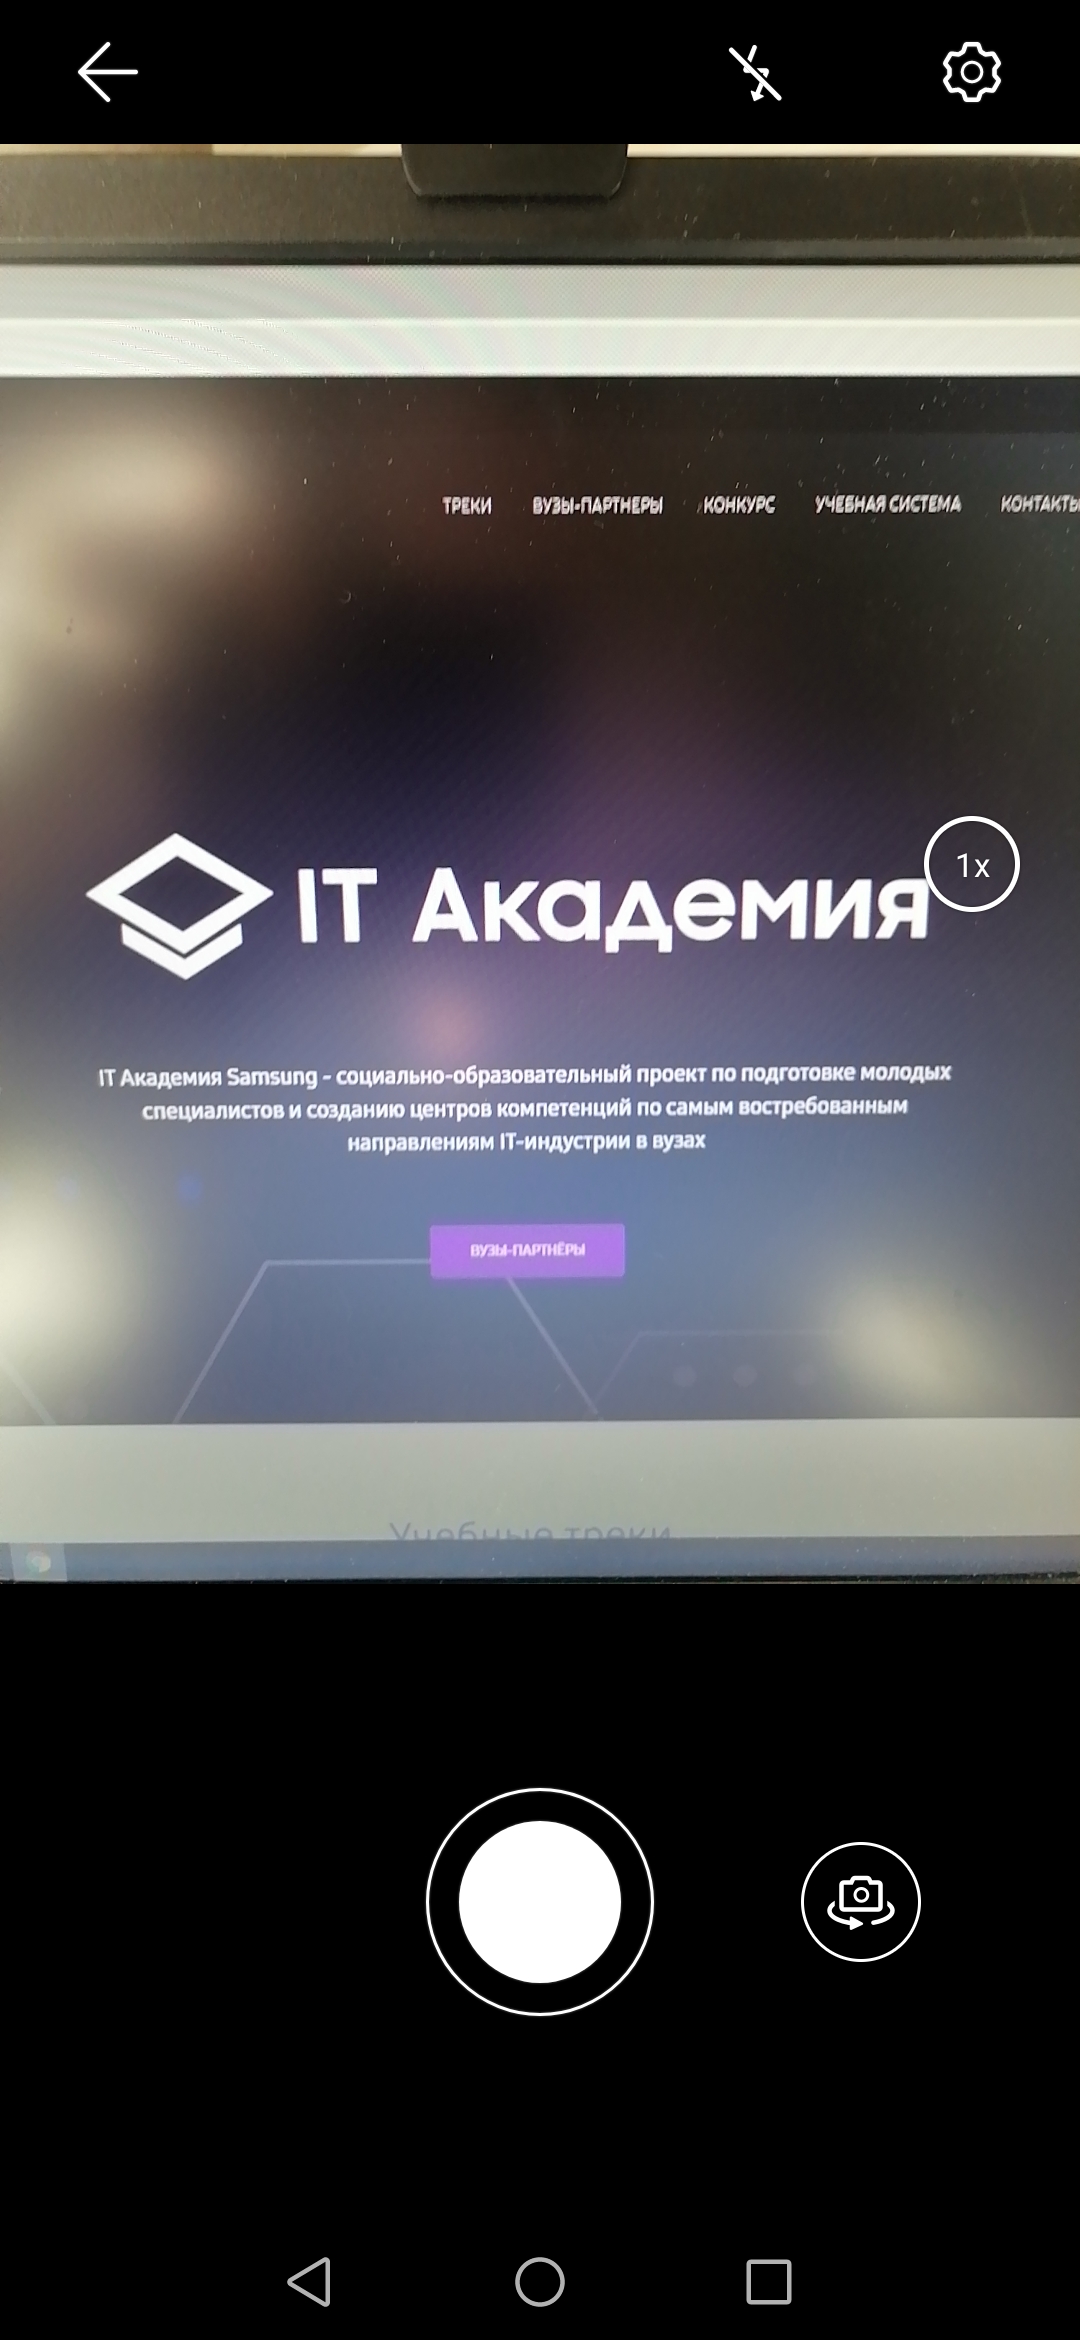 ТРЕКИ ВУЗЫ-ПАРТНЕРЫ КОНКУРС УЧЕБНАЯ СИСТЕМА КОНТАКТЫ
IT Академия
1x
IT Академия Samsung - социально-образовательный проект по подготовке молодых
специалистов и созданию центров компетенций по самым востребованным
направлениям IT-индустрии в вузах
ВУЗЫ-ПАРТНЁРЫ
Учебные треки